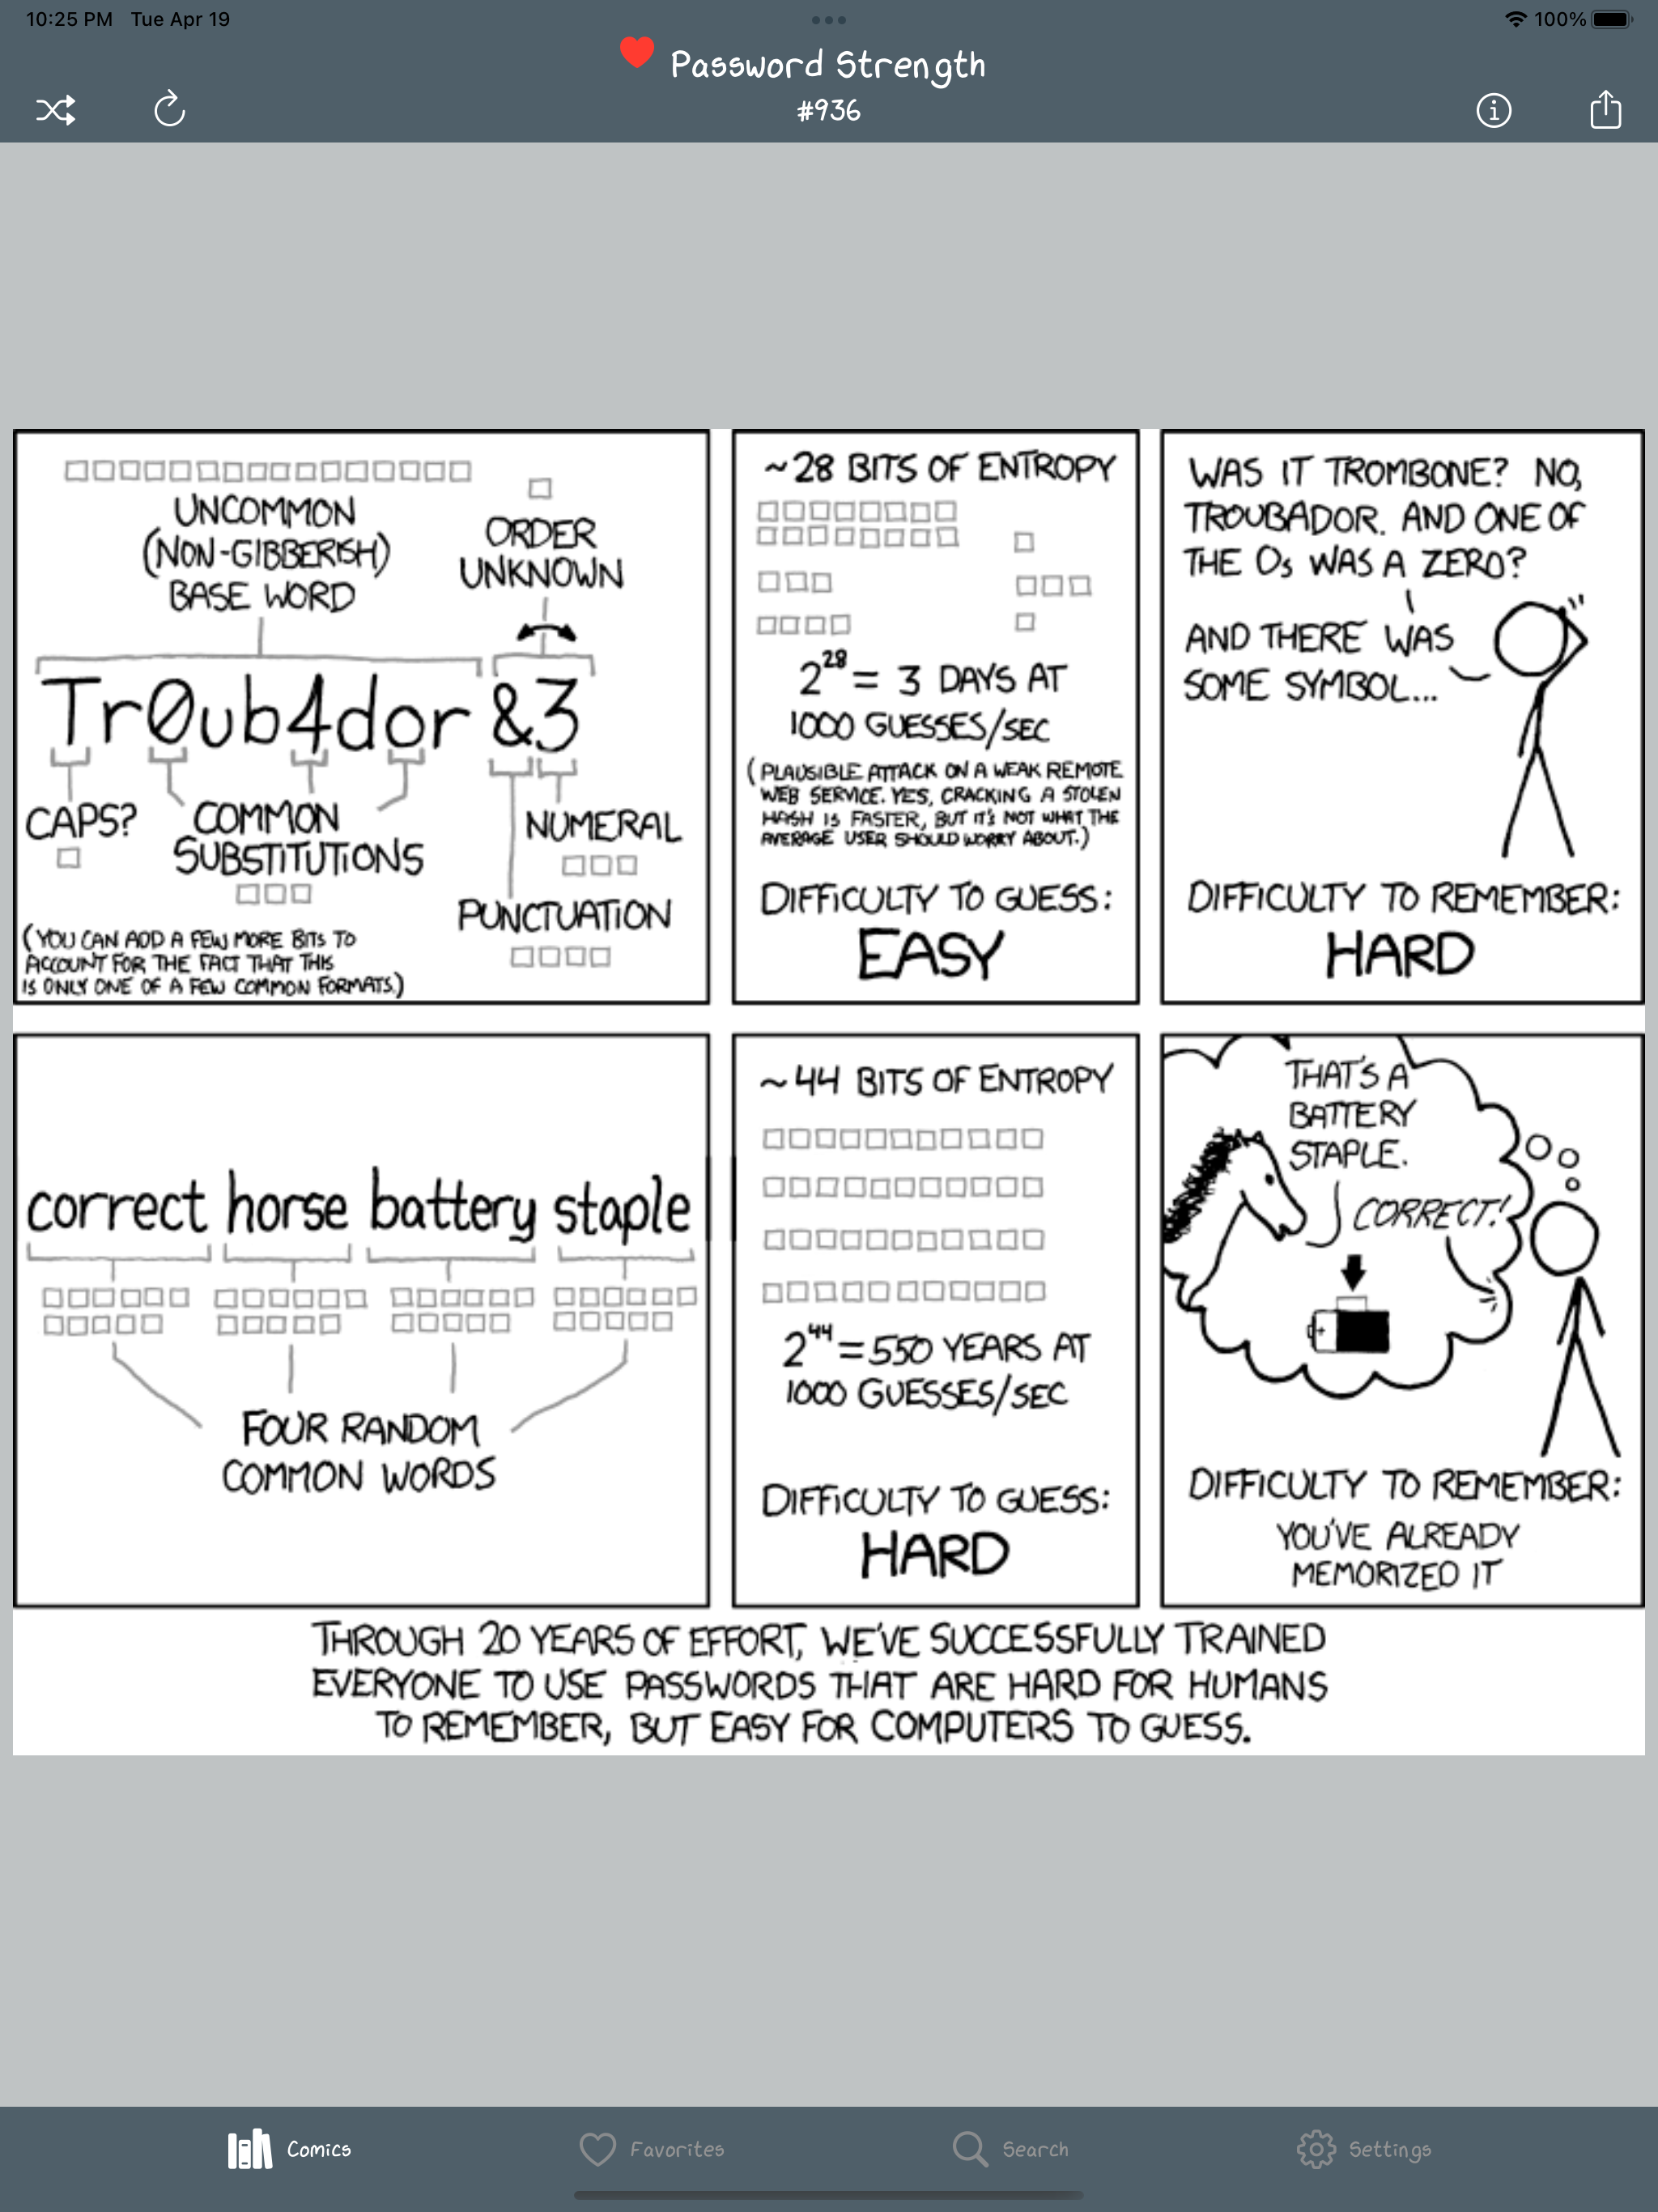 10:25 PM Tue Apr 19
100%
Password Strength
#936
UNCOMMON
(NON-GIBBERISH)
BASE WORD
ORDER
UNKNOWN
Tr0ub4dor &3
CAPS?
COMMON
SUBSTITUTIONS
NUMERAL
PUNCTUATION
(YOU CAN ADD A FEW MORE BITS TO
ACCOUNT FOR THE FACT THAT THIS
IS ONLY ONE OF A FEW COMMON FORMATS.)
~28 BITS OF ENTROPY
2^28 = 3 DAYS AT
1000 GUESSES/SEC
(PLAUSIBLE ATTACK ON A WEAK REMOTE
WEB SERVICE. YES, CRACKING A STOLEN
HASH IS FASTER, BUT IT'S NOT WHAT THE
AVERAGE USER SHOULD WORRY ABOUT.)
DIFFICULTY TO GUESS:
EASY
WAS IT TROMBONE? NO,
TROUBADOR. AND ONE OF
THE Os WAS A ZERO?
AND THERE WAS
SOME SYMBOL...
DIFFICULTY TO REMEMBER:
HARD
correct horse battery staple
FOUR RANDOM
COMMON WORDS
~44 BITS OF ENTROPY
2^44 = 550 YEARS AT
1000 GUESSES/SEC
DIFFICULTY TO GUESS:
HARD
THAT'S A
BATTERY
STAPLE.
CORRECT!
+
DIFFICULTY TO REMEMBER:
YOU'VE ALREADY
MEMORIZED IT
THROUGH 20 YEARS OF EFFORT, WE'VE SUCCESSFULLY TRAINED
EVERYONE TO USE PASSWORDS THAT ARE HARD FOR HUMANS
TO REMEMBER, BUT EASY FOR COMPUTERS TO GUESS.
Comics
Favorites
Search
Settings